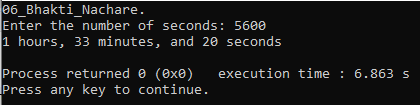 06_Bhakti_Nachare.
Enter the number of seconds: 5600
1 hours, 33 minutes, and 20 seconds
Process returned 0 (0x0)   execution time : 6.863 s
Press any key to continue.